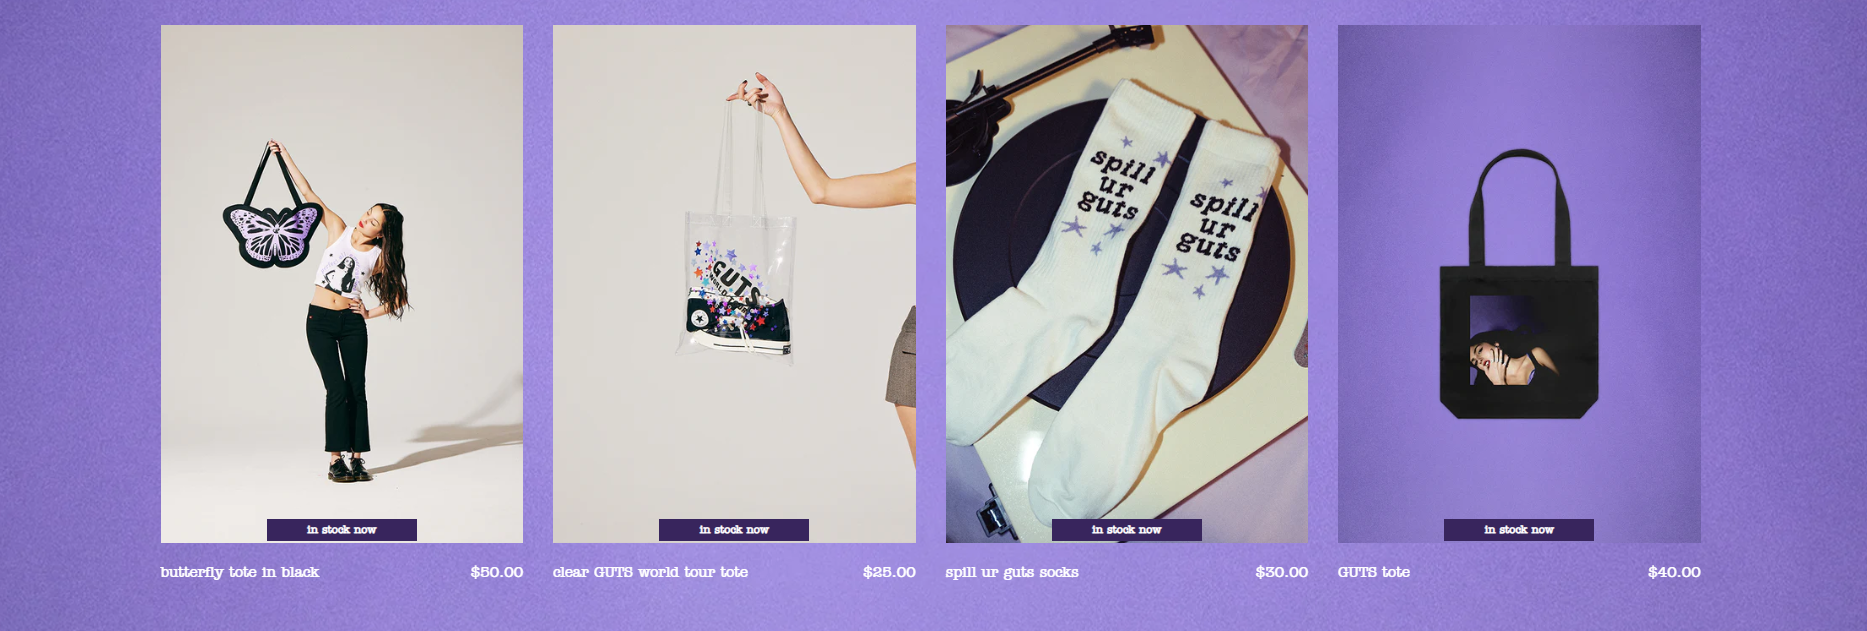 GUTS
WORLD
spill
ur
guts
spill
ur
guts
in stock now
in stock now
in stock now
in stock now
butterfly tote in black $50.00
clear GUTS world tour tote $25.00
spill ur guts socks $30.00
GUTS tote $40.00